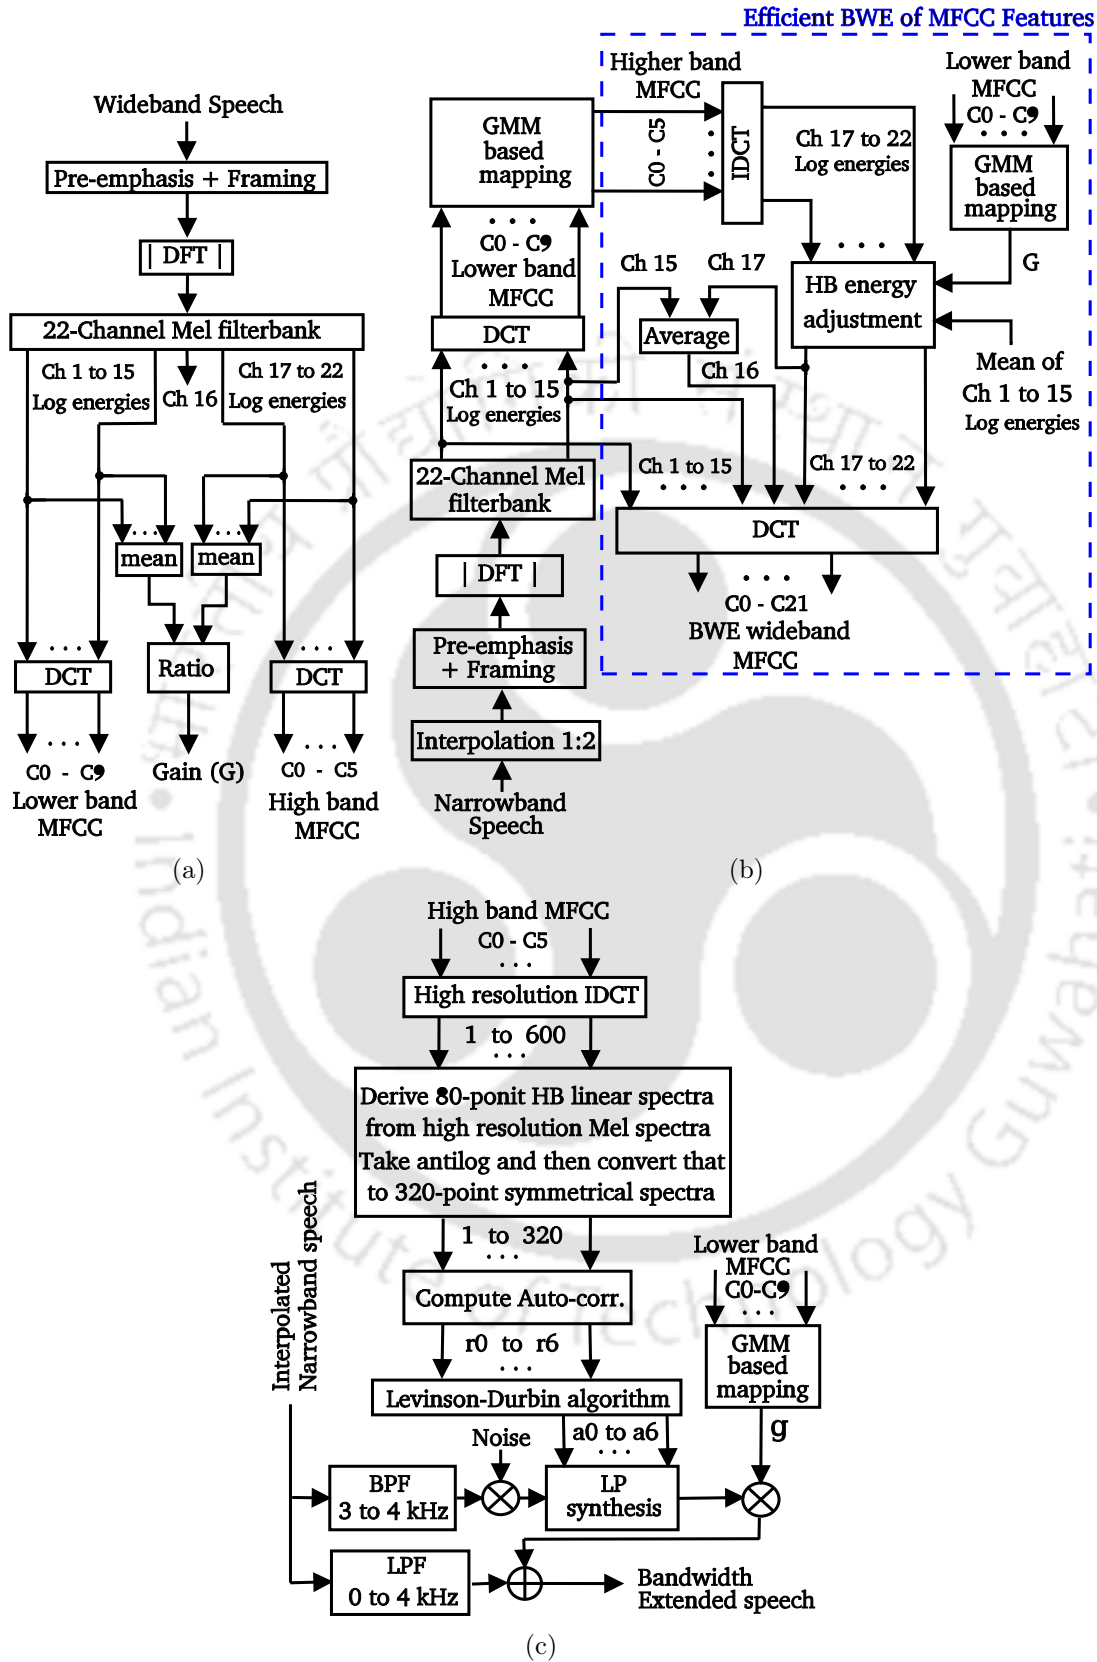 Efficient BWE of MFCC Features
Wideband Speech
Pre-emphasis + Framing
| DFT |
22-Channel Mel filterbank
Ch 1 to 15
Log energies
Ch 16
Ch 17 to 22
Log energies
mean
mean
DCT
Ratio
DCT
C0 - C9
Lower band
MFCC
Gain (G)
C0 - C5
High band
MFCC
(a)
GMM
based
mapping
Higher band
MFCC
C0 - C5
IDCT
Ch 17 to 22
Log energies
Lower band
MFCC
C0 - C9
GMM
based
mapping
G
C0 - C9
Lower band
MFCC
DCT
Ch 15
Ch 17
Average
Ch 16
HB energy
adjustment
Mean of
Ch 1 to 15
Log energies
Ch 1 to 15
Log energies
22-Channel Mel
filterbank
Ch 1 to 15
Ch 17 to 22
DCT
C0 - C21
BWE wideband
MFCC
| DFT |
Pre-emphasis
+ Framing
Interpolation 1:2
Narrowband
Speech
(b)
High band MFCC
C0 - C5
High resolution IDCT
1 to 600
Derive 80-ponit HB linear spectra
from high resolution Mel spectra
Take antilog and then convert that
to 320-point symmetrical spectra
1 to 320
Compute Auto-corr.
r0 to r6
Levinson-Durbin algorithm
a0 to a6
Lower band
MFCC
C0-C9
GMM
based
mapping
g
Interpolated
Narrowband speech
Noise
BPF
3 to 4 kHz
LP
synthesis
LPF
0 to 4 kHz
Bandwidth
Extended speech
(c)
Indian Institute of Technology Guwahati